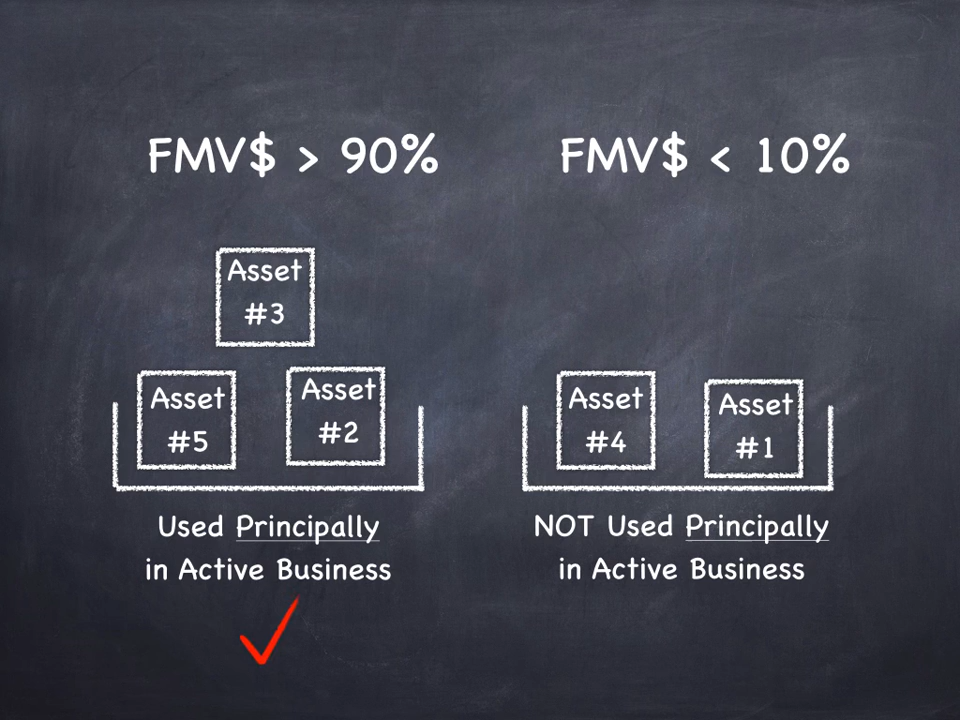 FMV$ > 90%
FMV$ < 10%
Asset
#3
Asset
#5
Asset
#2
Asset
#4
Asset
#1
Used Principally
in Active Business
NOT Used Principally
in Active Business